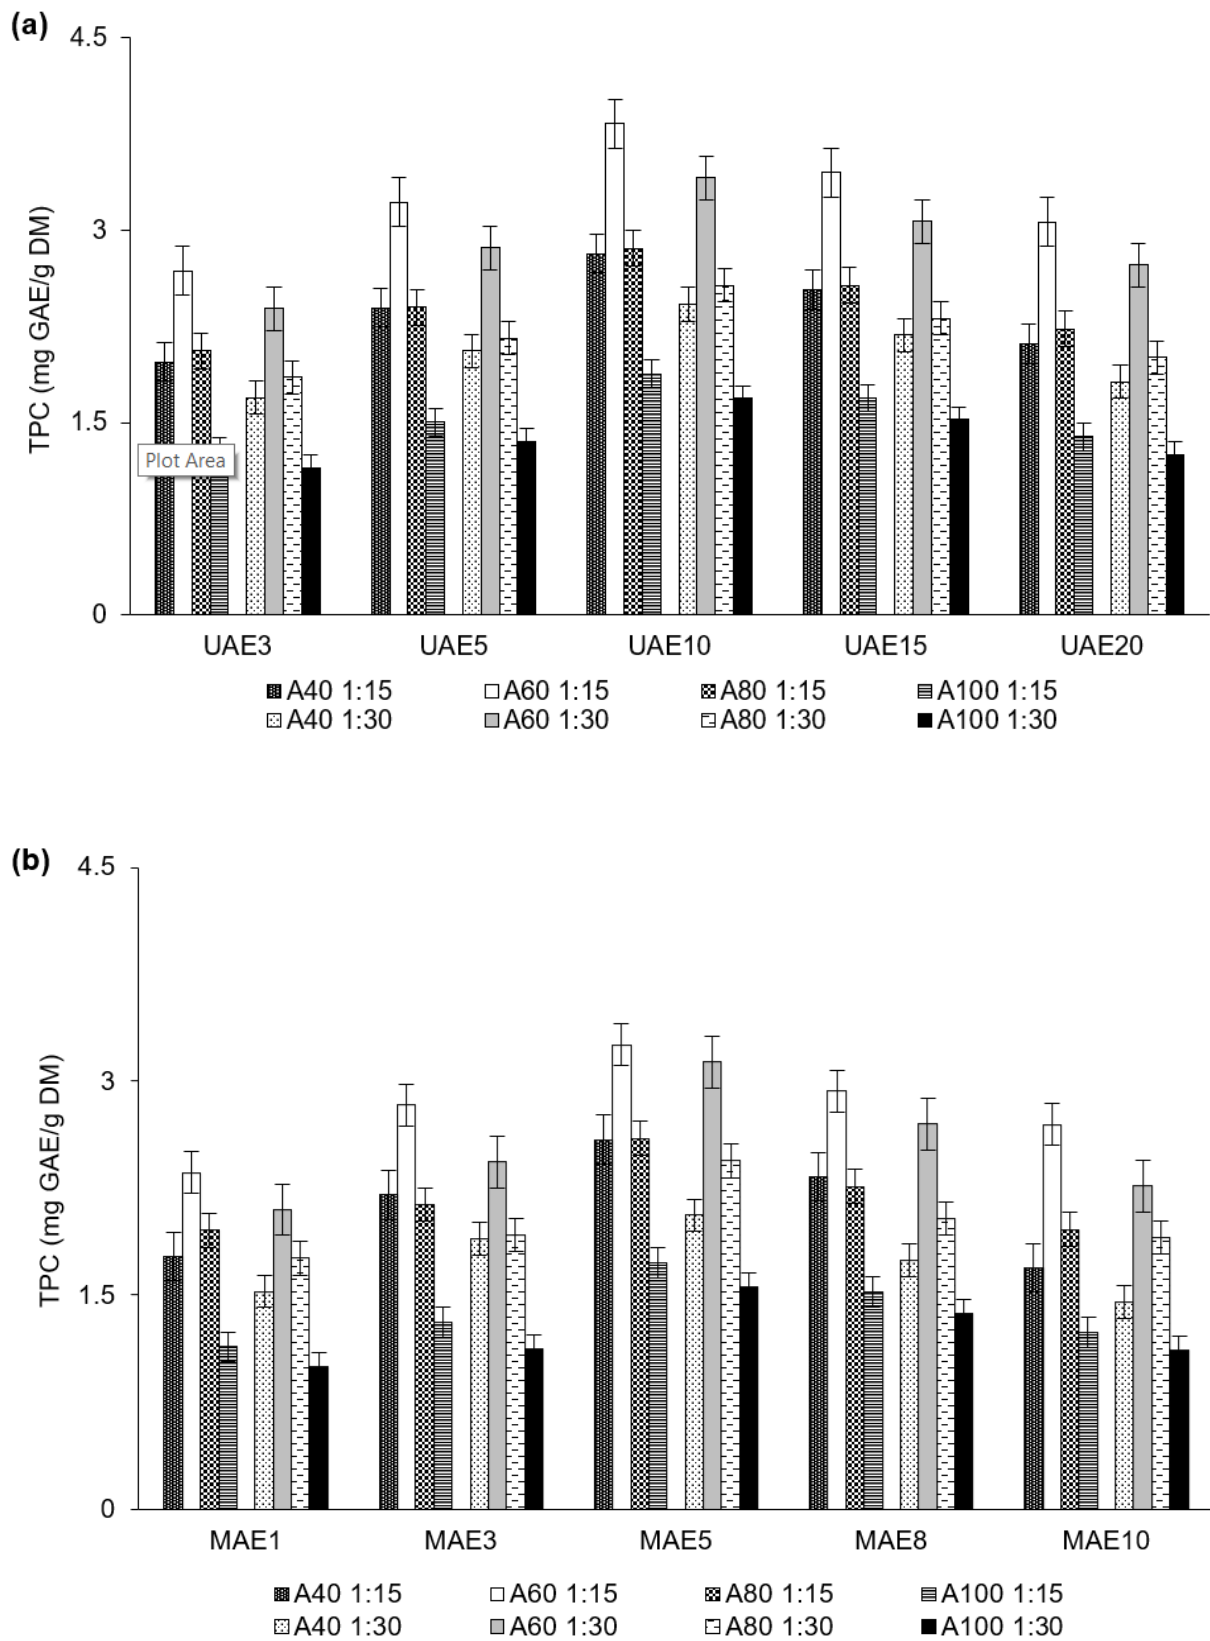 (a)
4.5
3
1.5
0
TPC (mg GAE/g DM)
Plot Area
UAE3 UAE5 UAE10 UAE15 UAE20
A40 1:15 A60 1:15 A80 1:15 A100 1:15
A40 1:30 A60 1:30 A80 1:30 A100 1:30
(b)
4.5
3
1.5
0
TPC (mg GAE/g DM)
MAE1 MAE3 MAE5 MAE8 MAE10
A40 1:15 A60 1:15 A80 1:15 A100 1:15
A40 1:30 A60 1:30 A80 1:30 A100 1:30